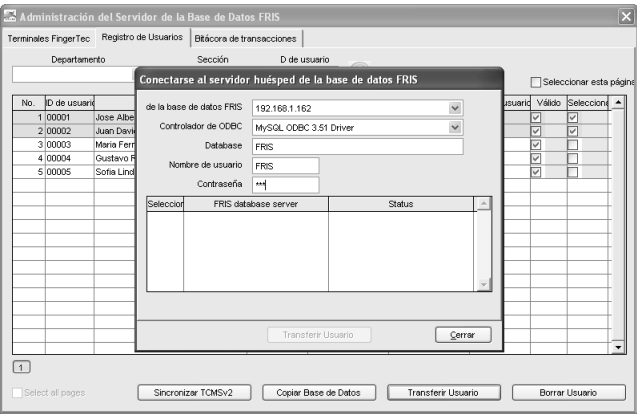 Administración del Servidor de la Base de Datos FRIS
Terminales FingerTec Registro de Usuarios Bitácora de transacciones
Departamento Sección D de usuario
Seleccionar esta página
Conectarse al servidor huésped de la base de datos FRIS
No. ID de usuario usuario Válido Selecciona
1 00001 Jose Albe
2 00002 Juan Davi
3 00003 Maria Ferr
4 00004 Gustavo F
5 00005 Sofia Lind
de la base de datos FRIS 192.168.1.162
Controlador de ODBC MySQL ODBC 3.51 Driver
Database FRIS
Nombre de usuario FRIS
Contraseña ***
Seleccior FRIS database server Status
Transferir Usuario Cerrar
1
Select all pages Sincronizar TCMSv2 Copiar Base de Datos Transferir Usuario Borrar Usuario